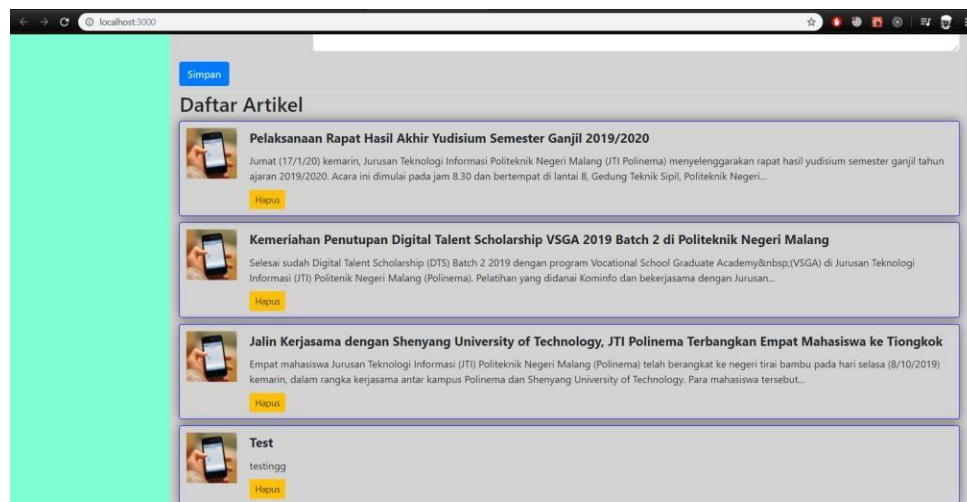 localhost:3000
Simpan
Daftar Artikel
Pelaksanaan Rapat Hasil Akhir Yudisium Semester Ganjil 2019/2020
Jumat (17/1/20) kemarin, Jurusan Teknologi Informasi Politeknik Negeri Malang (JTI Polinema) menyelenggarakan rapat hasil yudisium semester ganjil tahun
ajaran 2019/2020. Acara ini dimulai pada jam 8.30 dan bertempat di lantai 8, Gedung Teknik Sipil, Politeknik Negeri...
Hapus
Kemeriahan Penutupan Digital Talent Scholarship VSGA 2019 Batch 2 di Politeknik Negeri Malang
Selesai sudah Digital Talent Scholarship (DTS) Batch 2 2019 dengan program Vocational School Graduate Academy&nbsp;(VSGA) di Jurusan Teknologi
Informasi (JTI) Politenik Negeri Malang (Polinema). Pelatihan yang didanai Kominfo dan bekerjasama dengan Jurusan...
Hapus
Jalin Kerjasama dengan Shenyang University of Technology, JTI Polinema Terbangkan Empat Mahasiswa ke Tiongkok
Empat mahasiswa Jurusan Teknologi Informasi (JTI) Politeknik Negeri Malang (Polinema) telah berangkat ke negeri tirai bambu pada hari selasa (8/10/2019)
kemarin, dalam rangka kerjasama antar kampus Polinema dan Shenyang University of Technology. Para mahasiswa tersebut...
Hapus
Test
testingg
Hapus